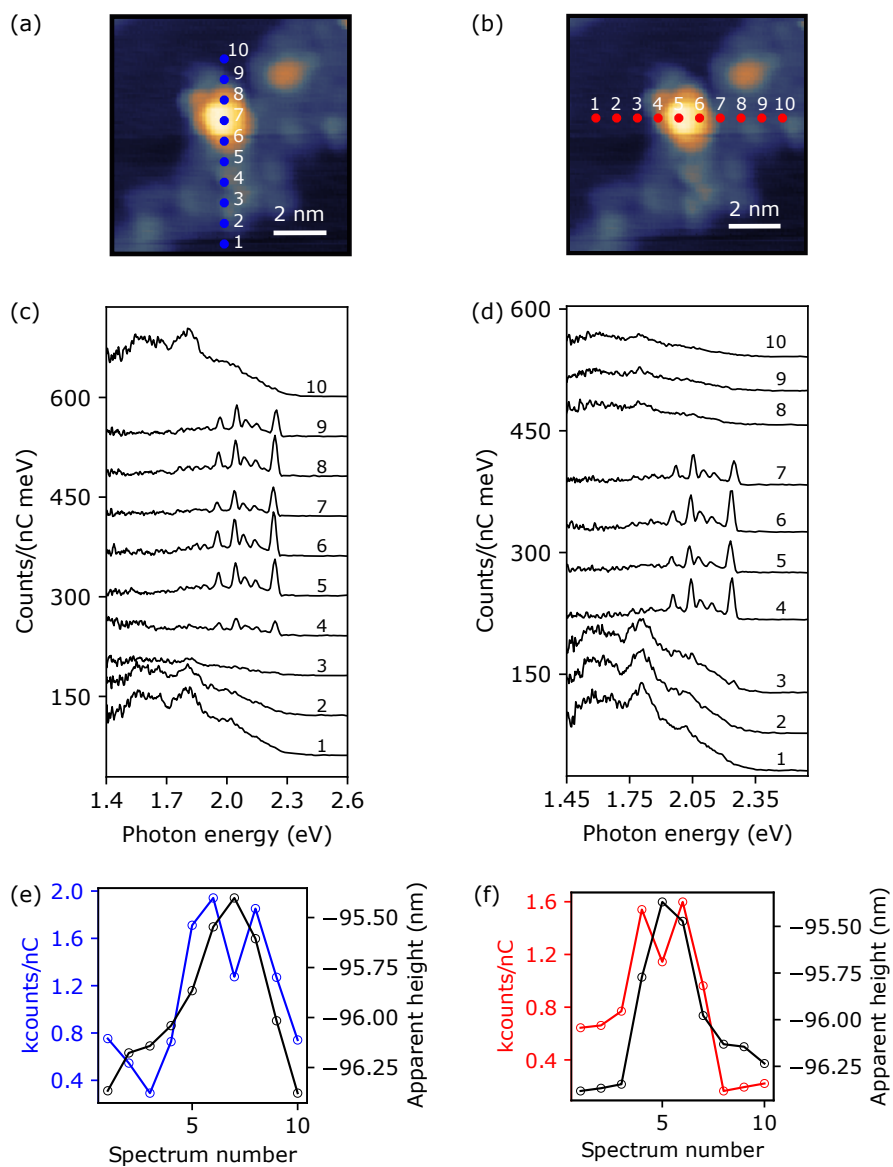 (a)
10
9
8
7
6
5
4
3
2
1
2 nm
(b)
1 2 3 4 5 6 7 8 9 10
2 nm
(c)
Counts/(nC meV)
600
450
300
150
10
9
8
7
6
5
4
3
2
1
1.4 1.7 2.0 2.3 2.6
Photon energy (eV)
(d)
Counts/(nC meV)
600
450
300
150
10
9
8
7
6
5
4
3
2
1
1.45 1.75 2.05 2.35
Photon energy (eV)
(e)
kcounts/nC
2.0
1.6
1.2
0.8
0.4
−95.50
−95.75
−96.00
−96.25
Apparent height (nm)
5 10
Spectrum number
(f)
kcounts/nC
1.6
1.2
0.8
0.4
−95.50
−95.75
−96.00
−96.25
Apparent height (nm)
5 10
Spectrum number